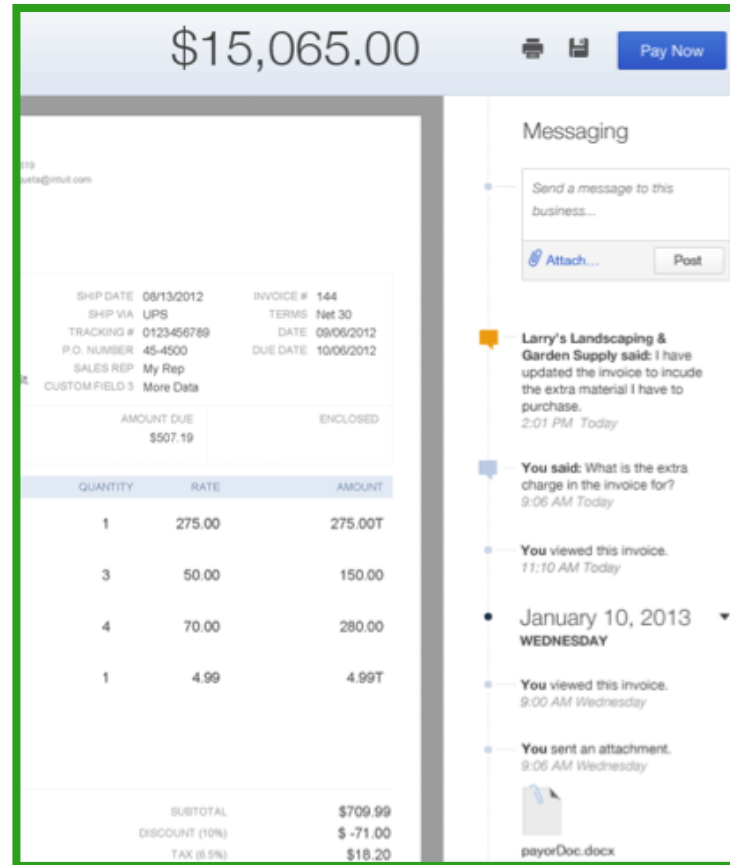 $15,065.00
Pay Now
819
ueta@intuit.com
SHIP DATE 08/13/2012 INVOICE # 144
SHIP VIA UPS TERMS Net 30
TRACKING # 0123456789 DATE 09/06/2012
P.O. NUMBER 45-4500 DUE DATE 10/06/2012
SALES REP My Rep
St
CUSTOM FIELD 3 More Data
AMOUNT DUE ENCLOSED
$507.19
QUANTITY RATE AMOUNT
1 275.00 275.00T
3 50.00 150.00
4 70.00 280.00
1 4.99 4.99T
SUBTOTAL $709.99
DISCOUNT (10%) $ -71.00
TAX (6.5%) $18.20
Messaging
Send a message to this
business...
Attach...
Post
Larry's Landscaping &
Garden Supply said: I have
updated the invoice to incude
the extra material I have to
purchase.
2:01 PM Today
You said: What is the extra
charge in the invoice for?
9:06 AM Today
You viewed this invoice.
11:10 AM Today
January 10, 2013
WEDNESDAY
You viewed this invoice.
9:00 AM Wednesday
You sent an attachment.
9:06 AM Wednesday
payorDoc.docx